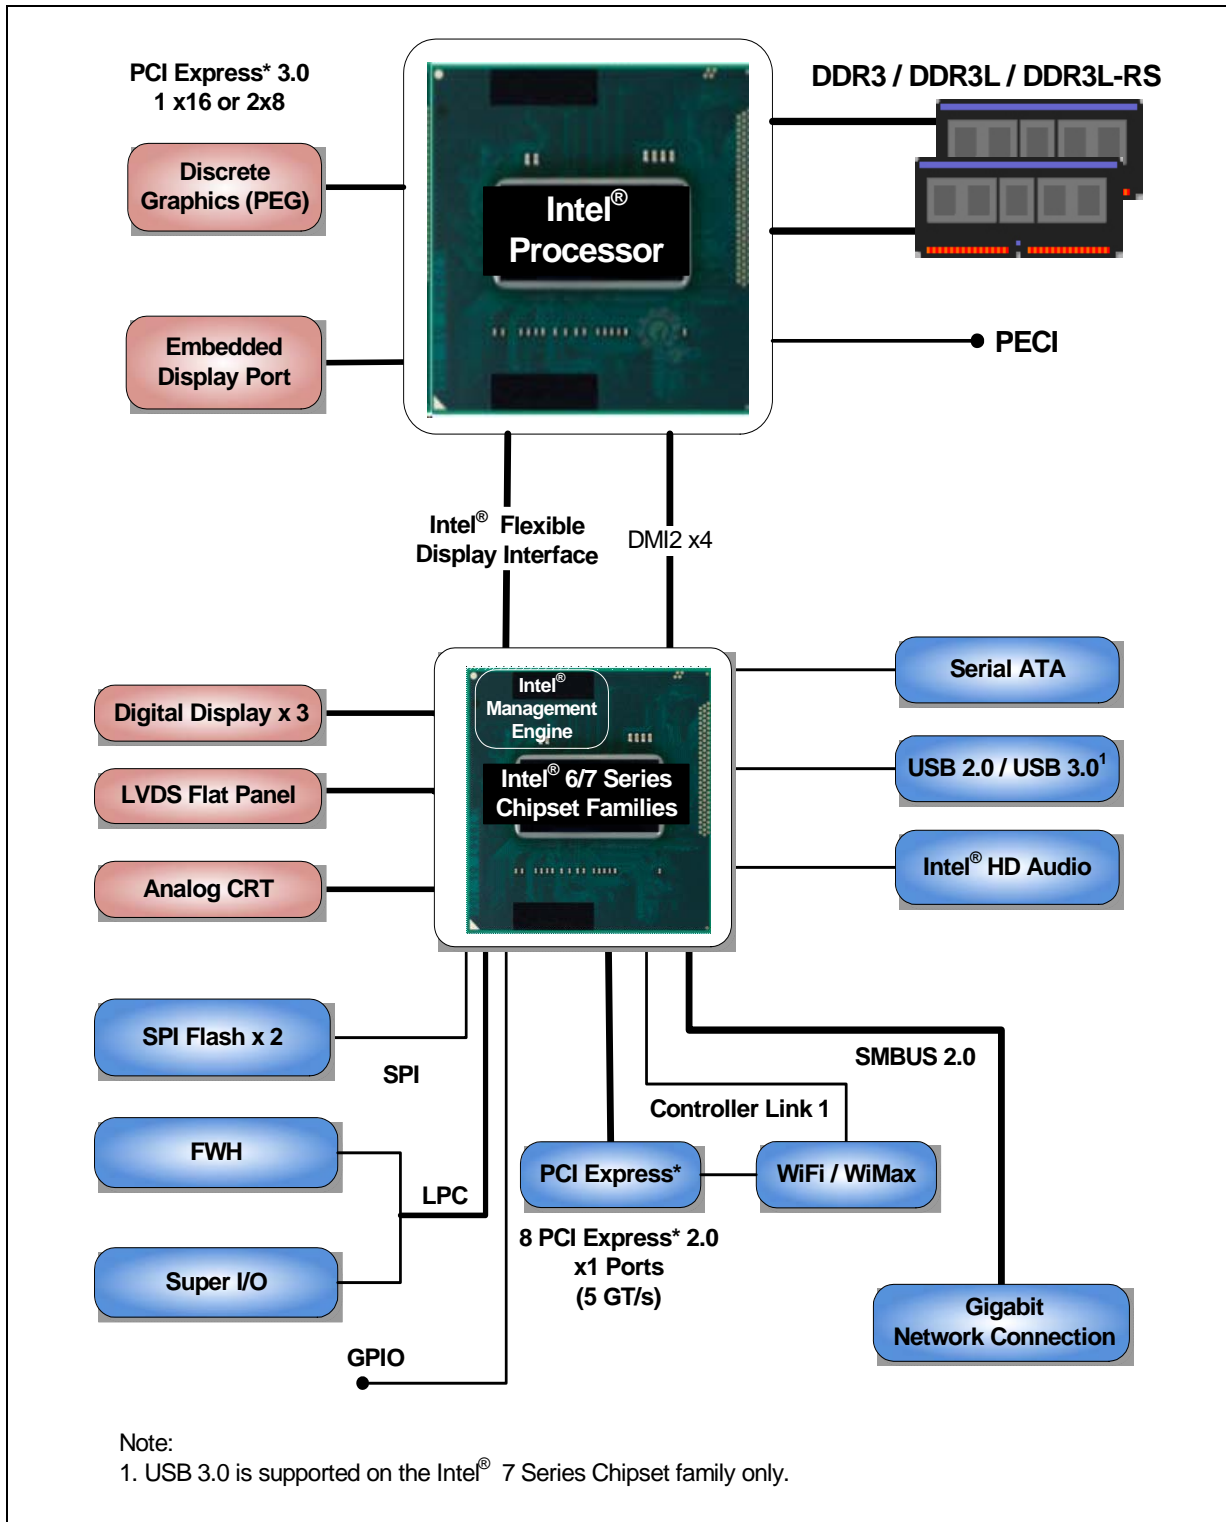 PCI Express* 3.0
1 x16 or 2x8
DDR3 / DDR3L / DDR3L-RS
Discrete
Graphics (PEG)
Intel®
Processor
Embedded
Display Port
PECI
Intel® Flexible
Display Interface
DMI2 x4
Intel®
Management
Engine
Intel® 6/7 Series
Chipset Families
Digital Display x 3
LVDS Flat Panel
Analog CRT
Serial ATA
USB 2.0 / USB 3.0¹
Intel® HD Audio
SPI Flash x 2
SPI
FWH
LPC
Super I/O
GPIO
SMBUS 2.0
Controller Link 1
PCI Express*
WiFi / WiMax
8 PCI Express* 2.0
x1 Ports
(5 GT/s)
Gigabit
Network Connection
Note:
1. USB 3.0 is supported on the Intel® 7 Series Chipset family only.